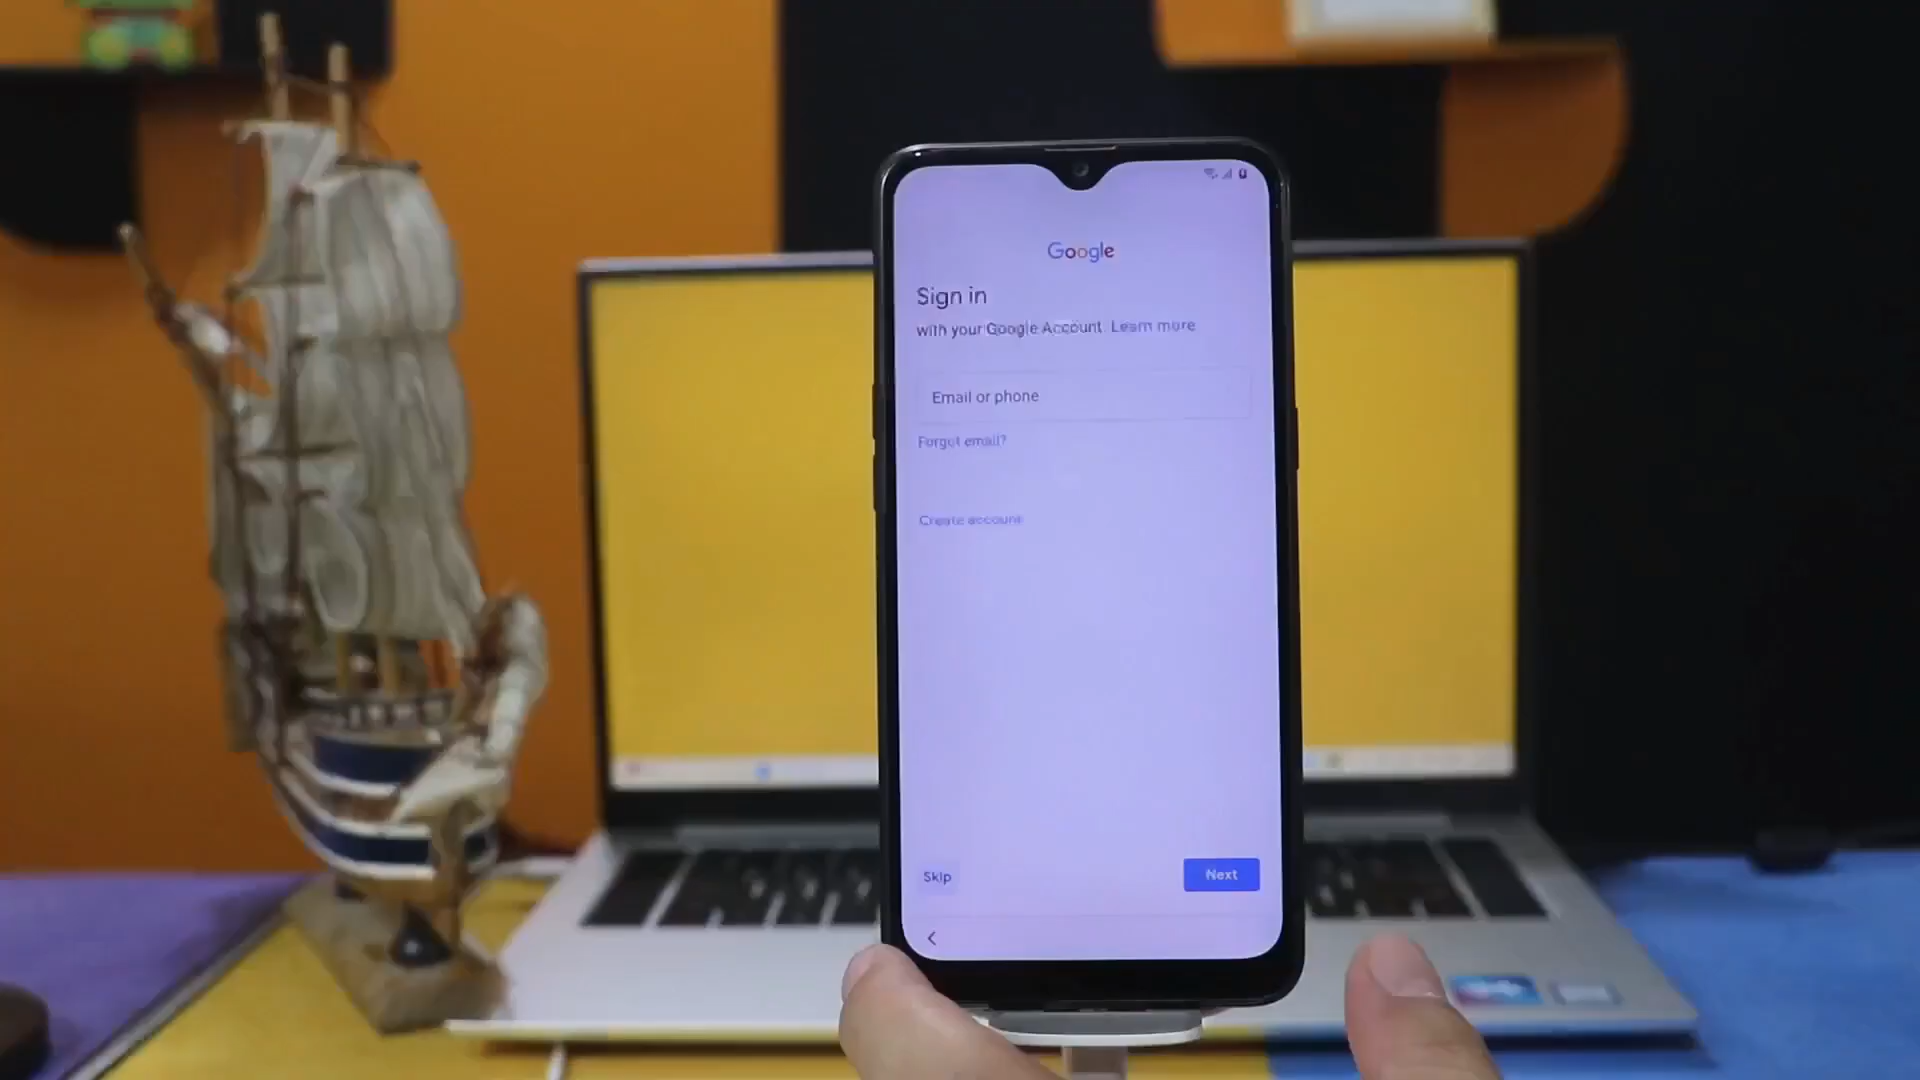 Google
Sign in
with your Google Account. Learn more
Email or phone
Forgot email?
Create account
Skip
Next